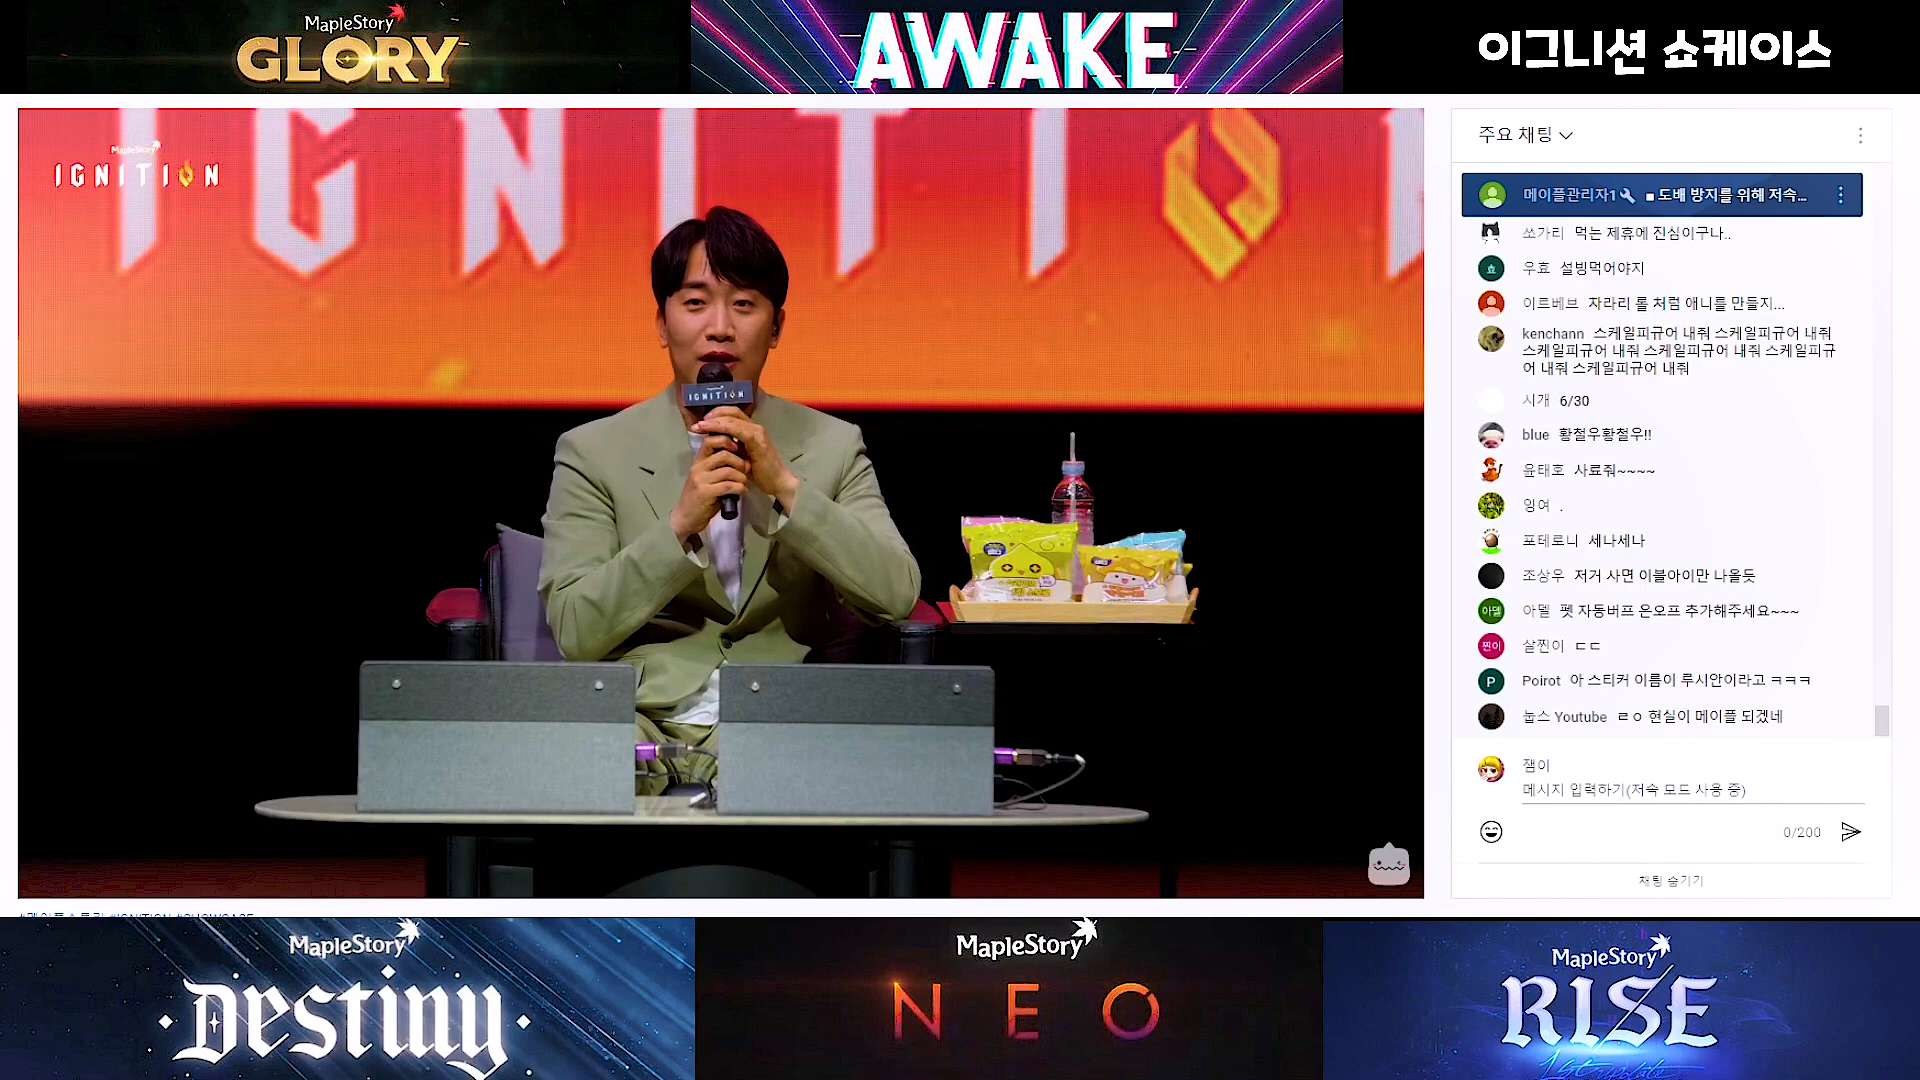 MapleStory
GLORY
AWAKE
이그니션 쇼케이스
IGNITION
MapleStory
IGNITION
IGNITION
주요 채팅
메이플관리자1 ■ 도배 방지를 위해 저속...
쏘가리 먹는 제휴에 진심이구나..
효 우효 설빙먹어야지
이르베브 자라리 롤 처럼 애니를 만들지...
kenchann 스케일피규어 내줘 스케일피규어 내줘
스케일피규어 내줘 스케일피규어 내줘 스케일피규
어 내줘 스케일피규어 내줘
시개 6/30
blue 황철우황철우!!
윤태호 사료줘~~~~
잉여 .
포테로니 세나세나
조상우 저거 사면 이블아이만 나올듯
아델 아델 펫 자동버프 온오프 추가해주세요~~~
찐이 살찐이 ㄷㄷ
P Poirot 아 스티커 이름이 루시안이라고 ㅋㅋㅋ
눕스 Youtube ㄹㅇ 현실이 메이플 되겠네
잼이
메시지 입력하기(저속 모드 사용 중)
0/200
채팅 숨기기
MapleStory
DESTINY
MapleStory
NEO
MapleStory
RISE
1st update